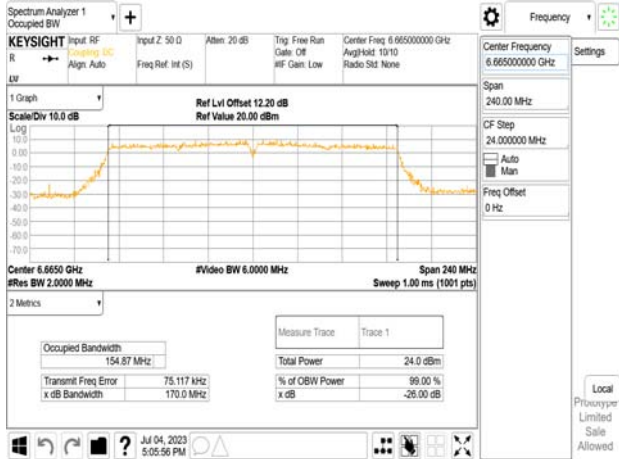 Spectrum Analyzer 1
Occupied BW
Frequency
KEYSIGHT
R
LXI
Input: RF
Coupling: DC
Align: Auto
Input Z: 50 Ω
Freq Ref: Int (S)
Atten: 20 dB
Trig: Free Run
Gate: Off
#IF Gain: Low
Center Freq: 6.665000000 GHz
Avg|Hold: 10/10
Radio Std: None
Center Frequency
6.665000000 GHz
Settings
Span
240.00 MHz
CF Step
24.000000 MHz
Auto
Man
Freq Offset
0 Hz
1 Graph
Scale/Div 10.0 dB
Ref Lvl Offset 12.20 dB
Ref Value 20.00 dBm
Log
10.0
0.00
-10.0
-20.0
-30.0
-40.0
-50.0
-60.0
-70.0
Center 6.6650 GHz
#Res BW 2.0000 MHz
#Video BW 6.0000 MHz
Span 240 MHz
Sweep 1.00 ms (1001 pts)
2 Metrics
Measure Trace
Trace 1
Occupied Bandwidth
154.87 MHz
Total Power
24.0 dBm
Transmit Freq Error
75.117 kHz
% of OBW Power
99.00 %
x dB Bandwidth
170.0 MHz
x dB
-26.00 dB
Local
Prototype
Limited
Sale
Allowed
Jul 04, 2023
5:05:56 PM